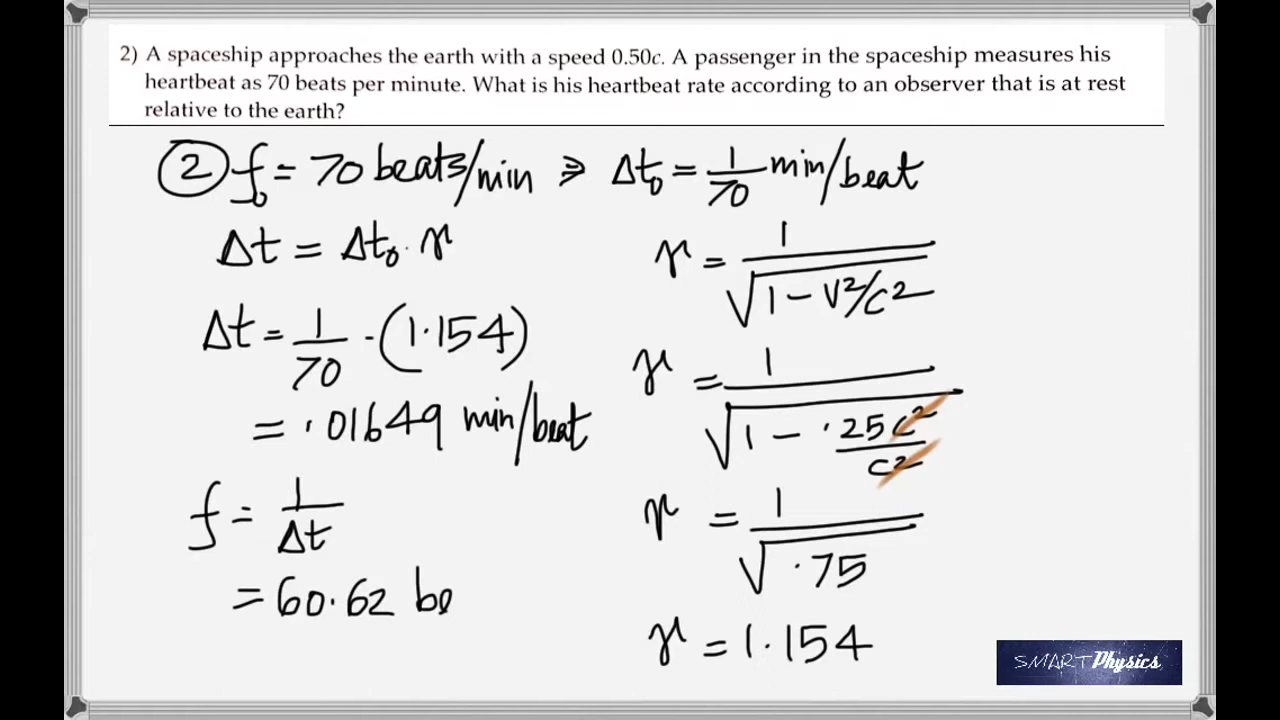 2) A spaceship approaches the earth with a speed 0.50c. A passenger in the spaceship measures his
heartbeat as 70 beats per minute. What is his heartbeat rate according to an observer that is at rest
relative to the earth?
② f₀ = 70 beats/min ⇒ Δt₀ = 1/70 min/beat
Δt = Δt₀ · γ
Δt = 1/70 · (1.154)
= .01649 min/beat
f = 1/Δt
= 60.62 be
γ = 1/√(1 - V²/c²)
γ = 1/√(1 - .25c²/c²)
γ = 1/√.75
γ = 1.154
SMART Physics